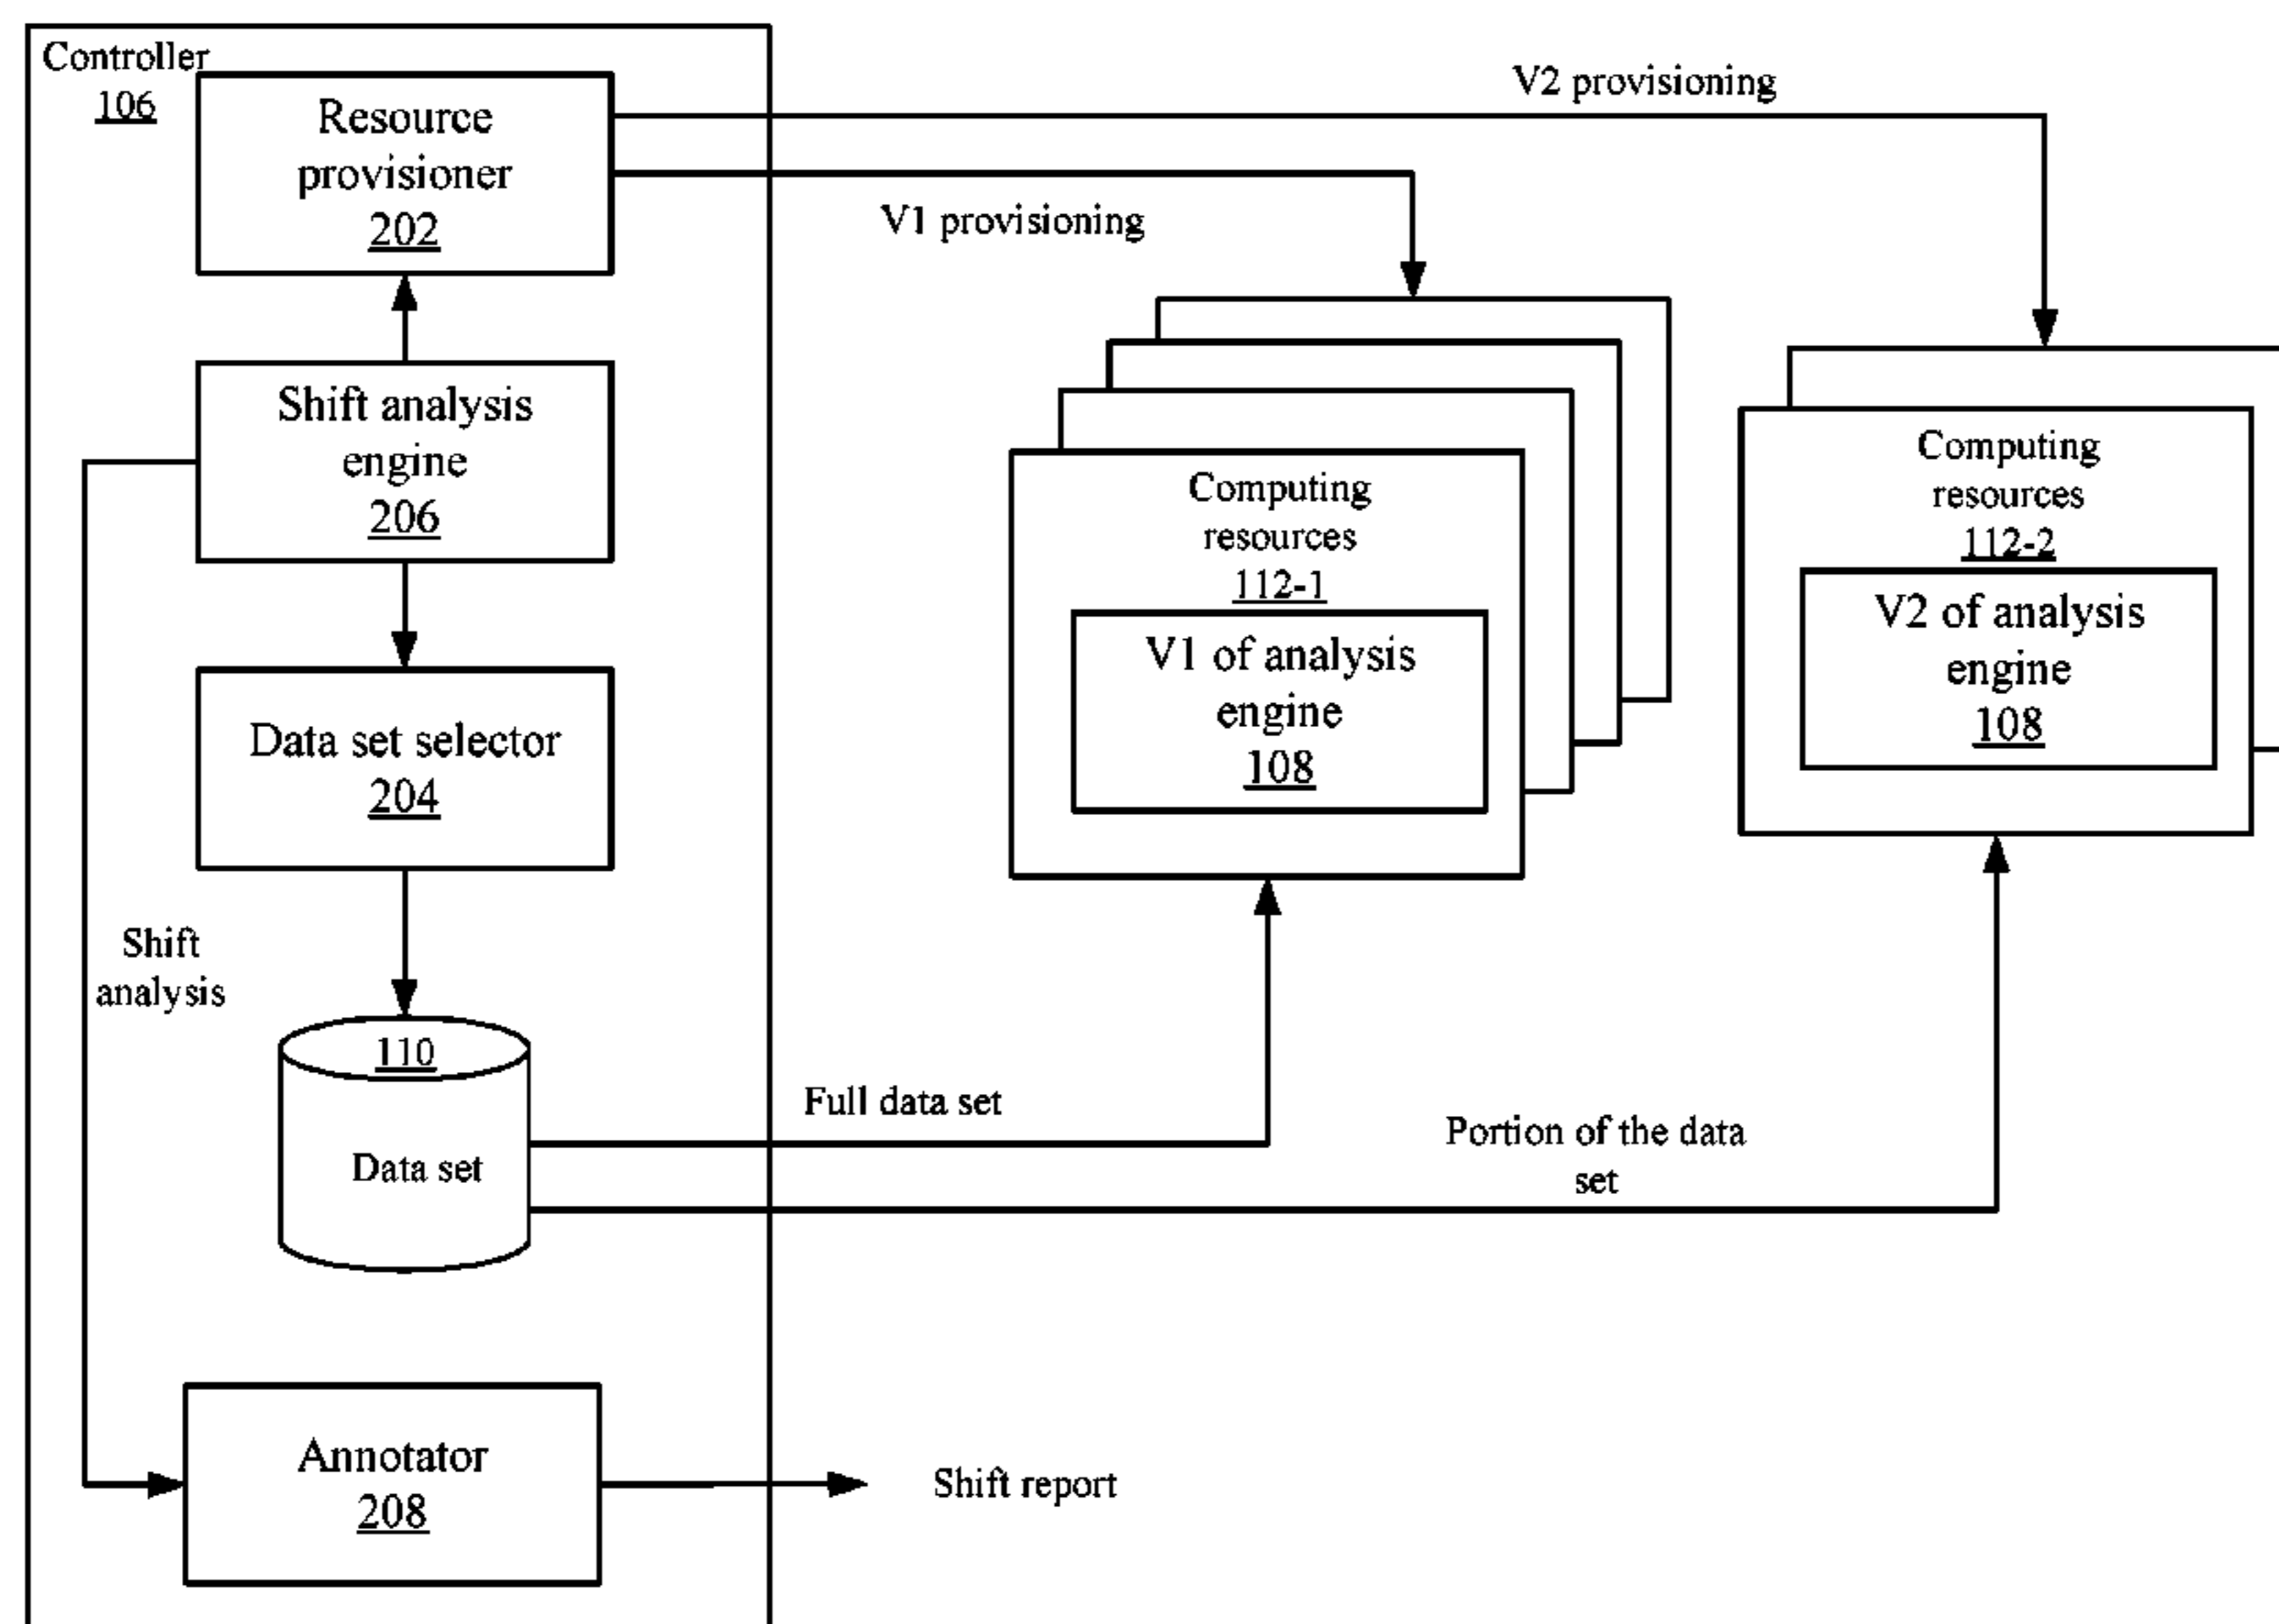 Controller
106
Resource
provisioner
202
V2 provisioning
V1 provisioning
Shift analysis
engine
206
Computing
resources
112-1
V1 of analysis
engine
108
Computing
resources
112-2
V2 of analysis
engine
108
Data set selector
204
Shift
analysis
110
Data set
Full data set
Portion of the data
set
Annotator
208
Shift report